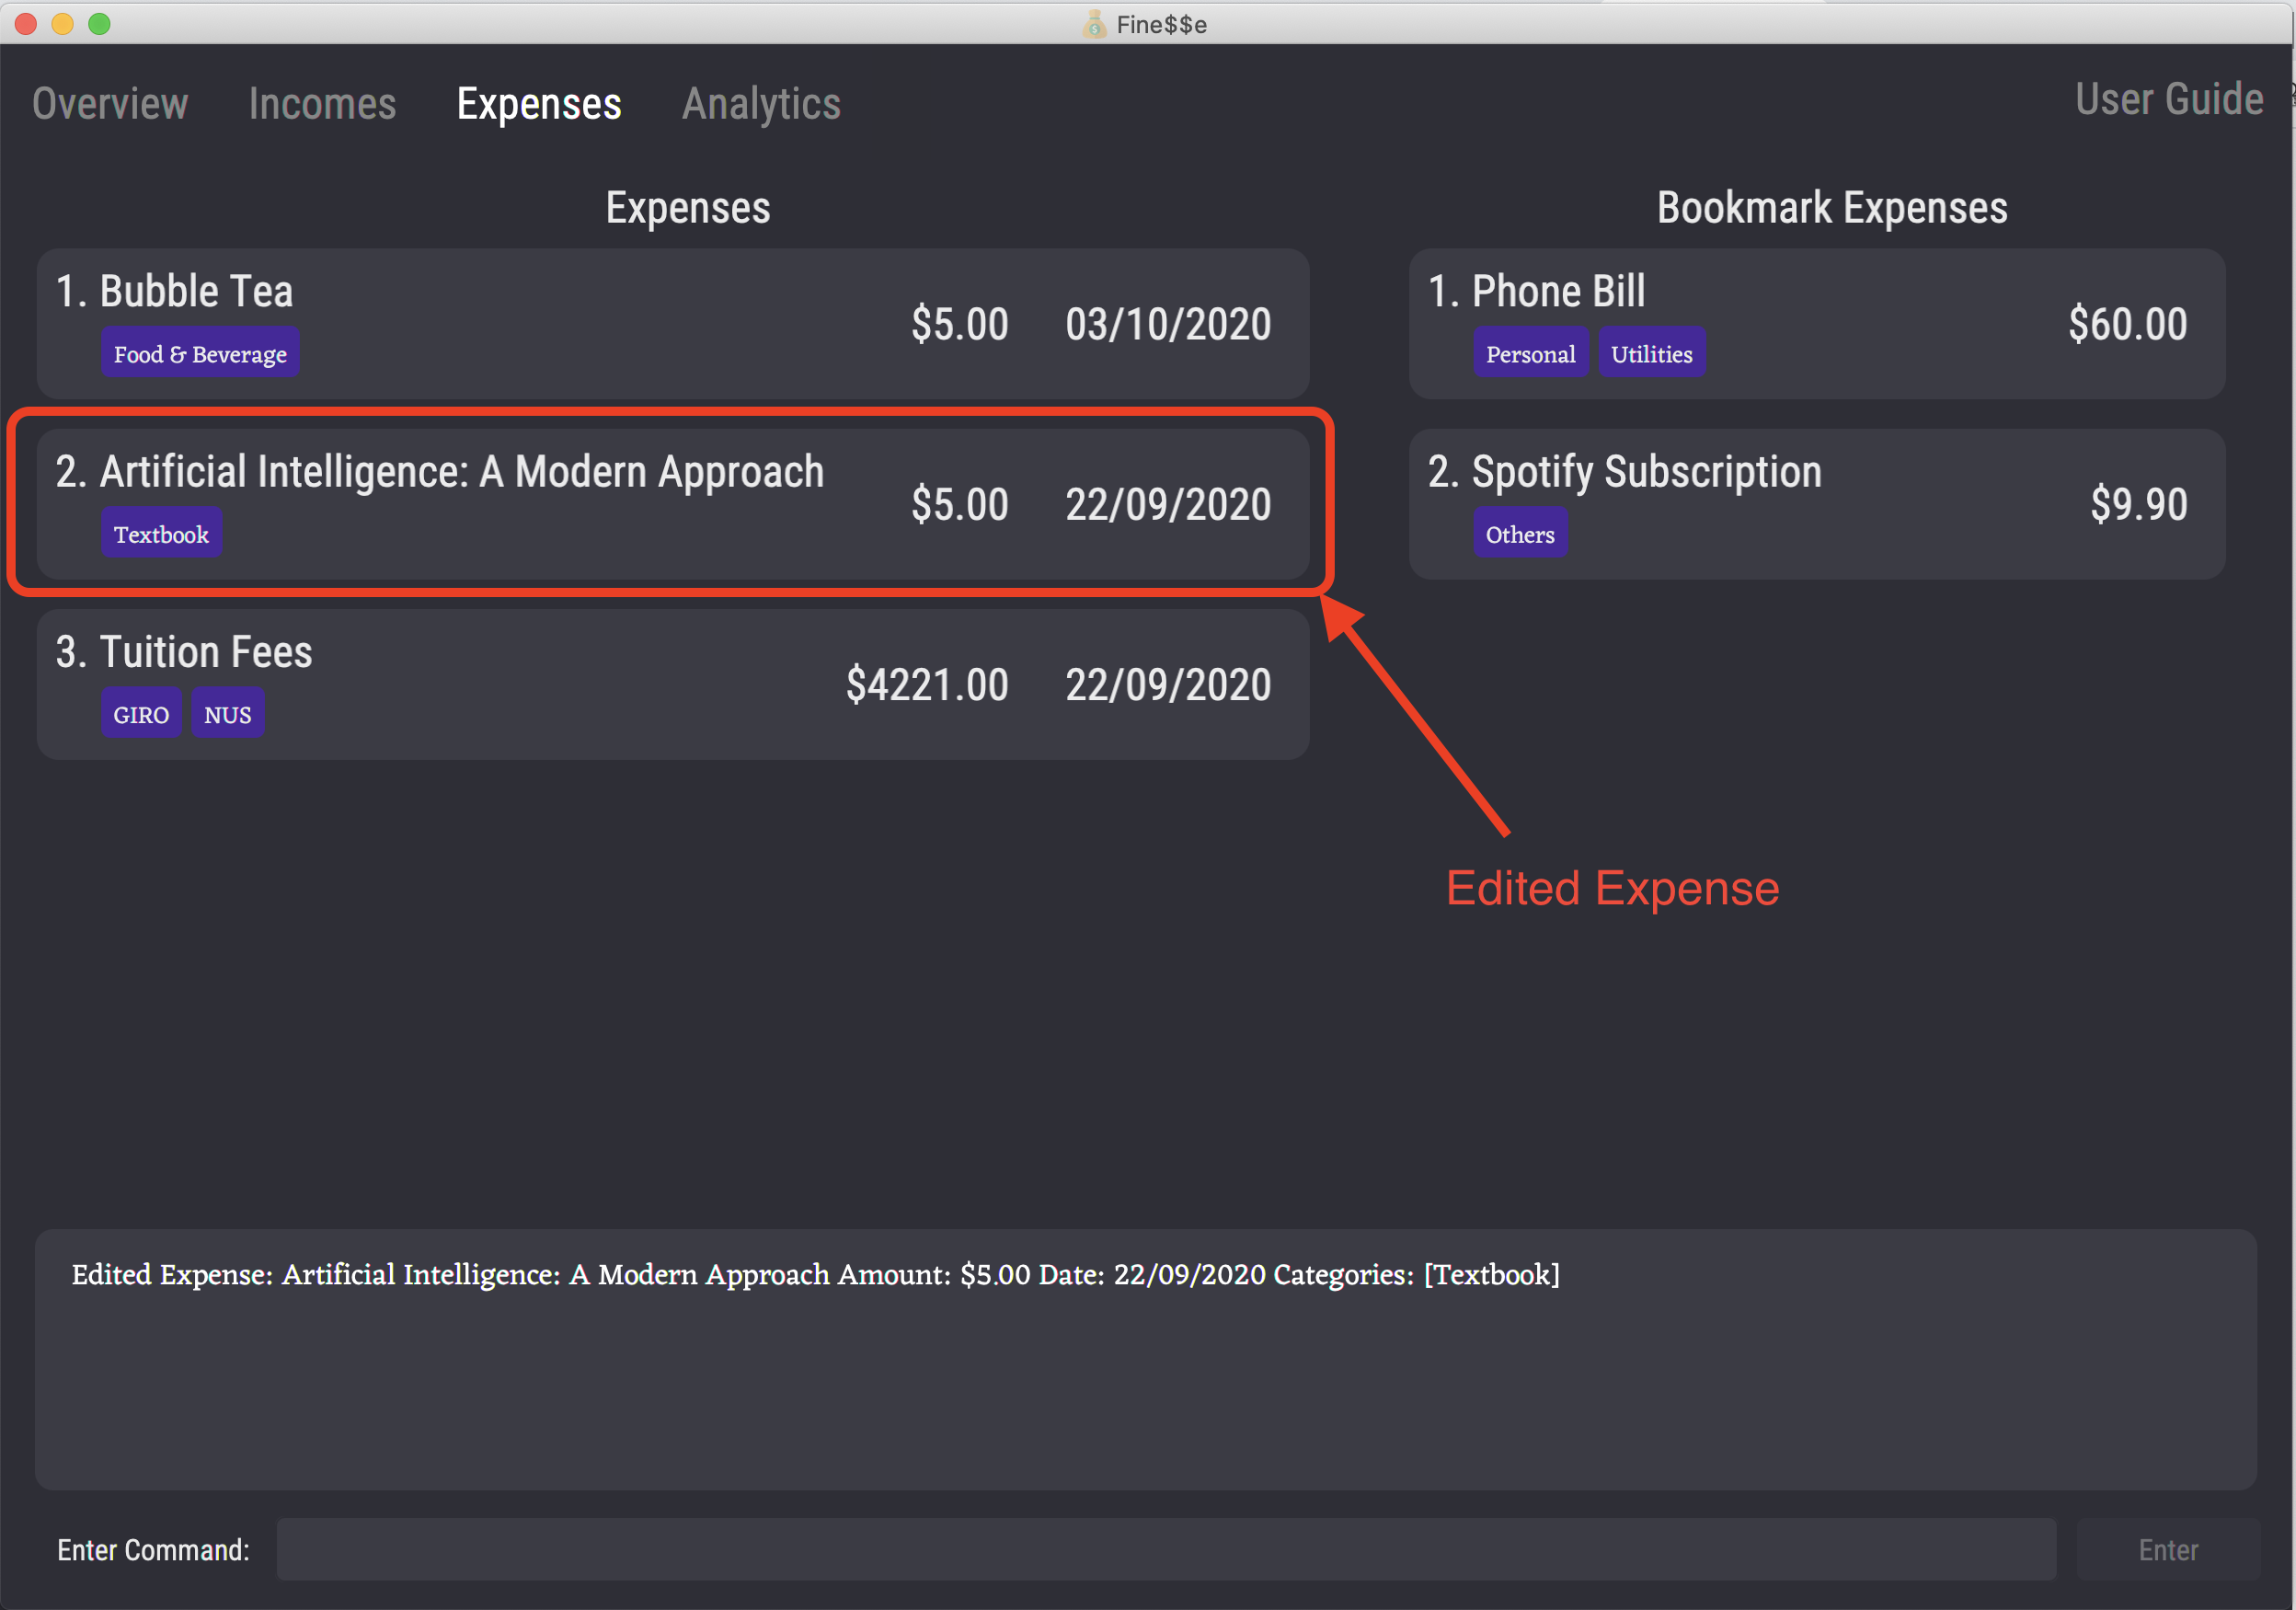 Fine$$e
Overview Incomes Expenses Analytics User Guide
Expenses
1. Bubble Tea
$5.00 03/10/2020
Food & Beverage
2. Artificial Intelligence: A Modern Approach
$5.00 22/09/2020
Textbook
3. Tuition Fees
$4221.00 22/09/2020
GIRO NUS
Bookmark Expenses
1. Phone Bill
$60.00
Personal Utilities
2. Spotify Subscription
$9.90
Others
Edited Expense
Edited Expense: Artificial Intelligence: A Modern Approach Amount: $5.00 Date: 22/09/2020 Categories: [Textbook]
Enter Command: Enter